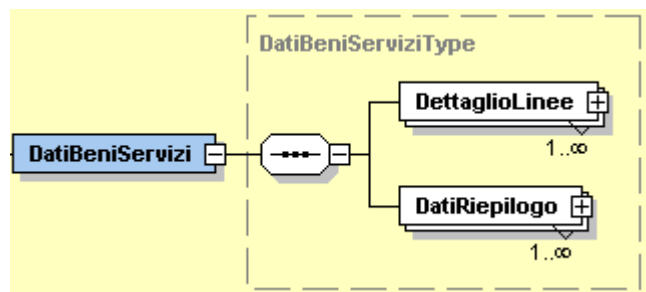 DatiBeniServiziType
DettaglioLinee
1..∞
DatiBeniServizi
DatiRiepilogo
1..∞